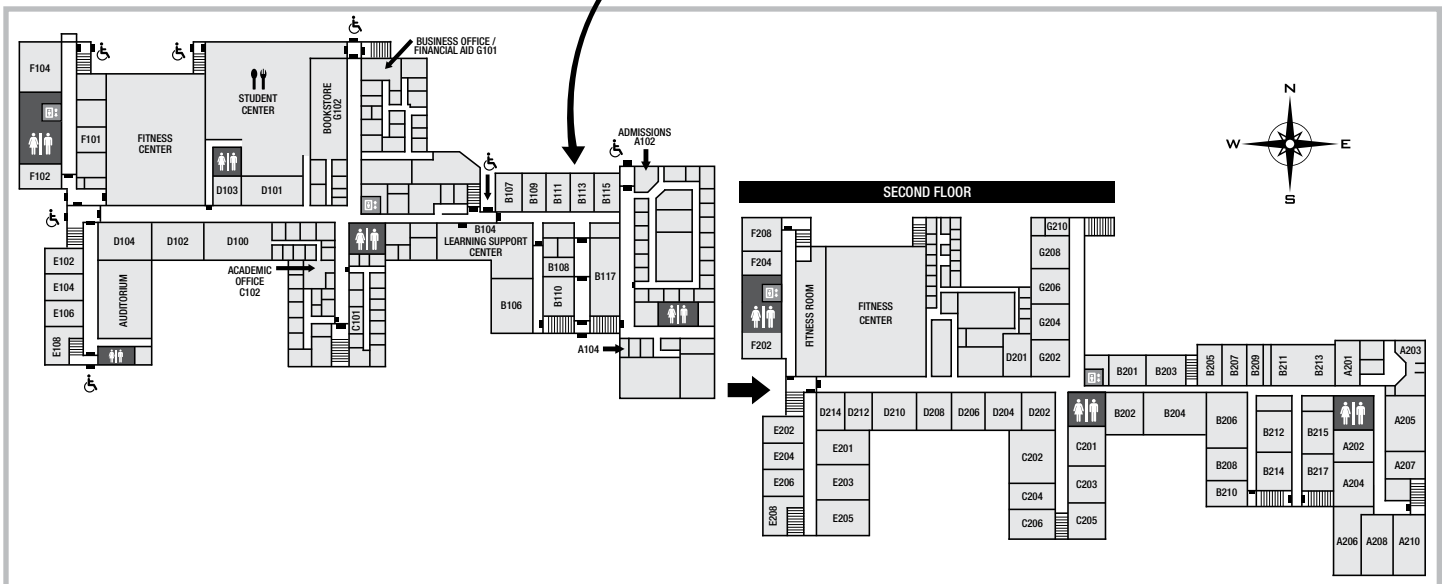 BUSINESS OFFICE /
FINANCIAL AID G101
F104
STUDENT
CENTER
BOOKSTORE
G102
F101
FITNESS
CENTER
F102
D103
D101
ADMISSIONS
A102
B107
B109
B111
B113
B115
D104
D102
D100
B104
LEARNING SUPPORT
CENTER
E102
E104
E106
E108
AUDITORIUM
ACADEMIC
OFFICE
C102
C101
B106
B108
B110
B117
A104
N
W
E
S
SECOND FLOOR
F208
F204
F202
FITNESS ROOM
FITNESS
CENTER
G210
G208
G206
G204
G202
D201
B201
B203
B205
B207
B209
B211
B213
A201
A203
D214
D212
D210
D208
D206
D204
D202
B202
B204
B206
B208
B210
B212
B214
B215
B217
A202
A204
A205
A207
A206
A208
A210
E202
E204
E206
E208
E201
E203
E205
C202
C204
C206
C201
C203
C205